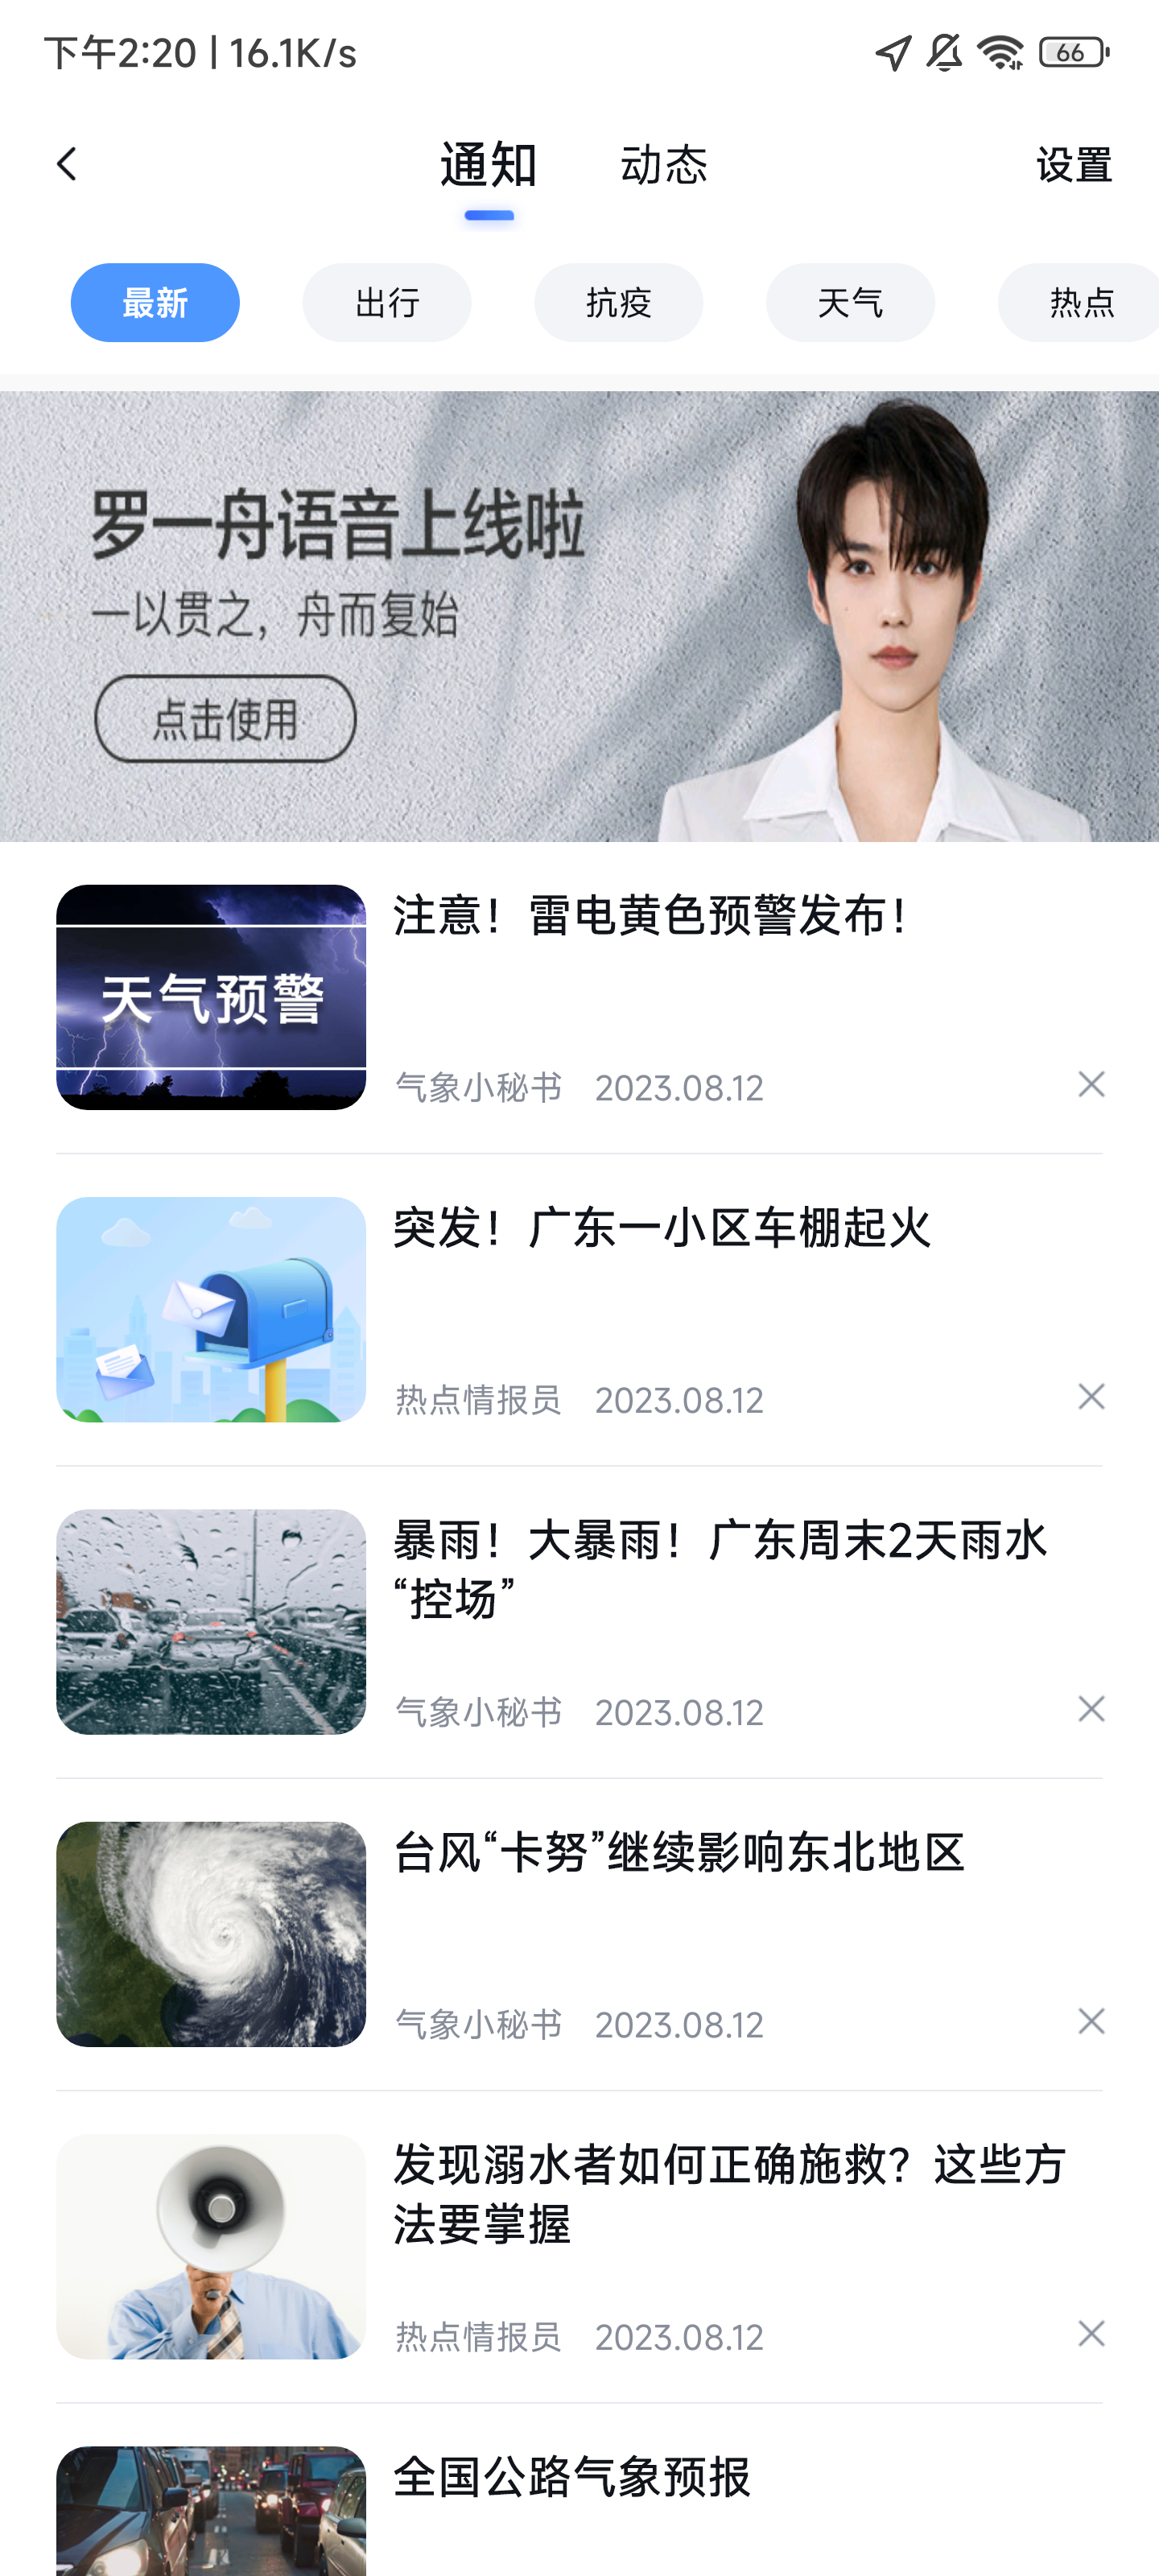 下午2:20 | 16.1K/s
66
通知
动态
设置
最新
出行
抗疫
天气
热点
罗一舟语音上线啦
一以贯之，舟而复始
点击使用
天气预警
注意！雷电黄色预警发布！
气象小秘书 2023.08.12
突发！广东一小区车棚起火
热点情报员 2023.08.12
暴雨！大暴雨！广东周末2天雨水
“控场”
气象小秘书 2023.08.12
台风“卡努”继续影响东北地区
气象小秘书 2023.08.12
发现溺水者如何正确施救？这些方
法要掌握
热点情报员 2023.08.12
全国公路气象预报